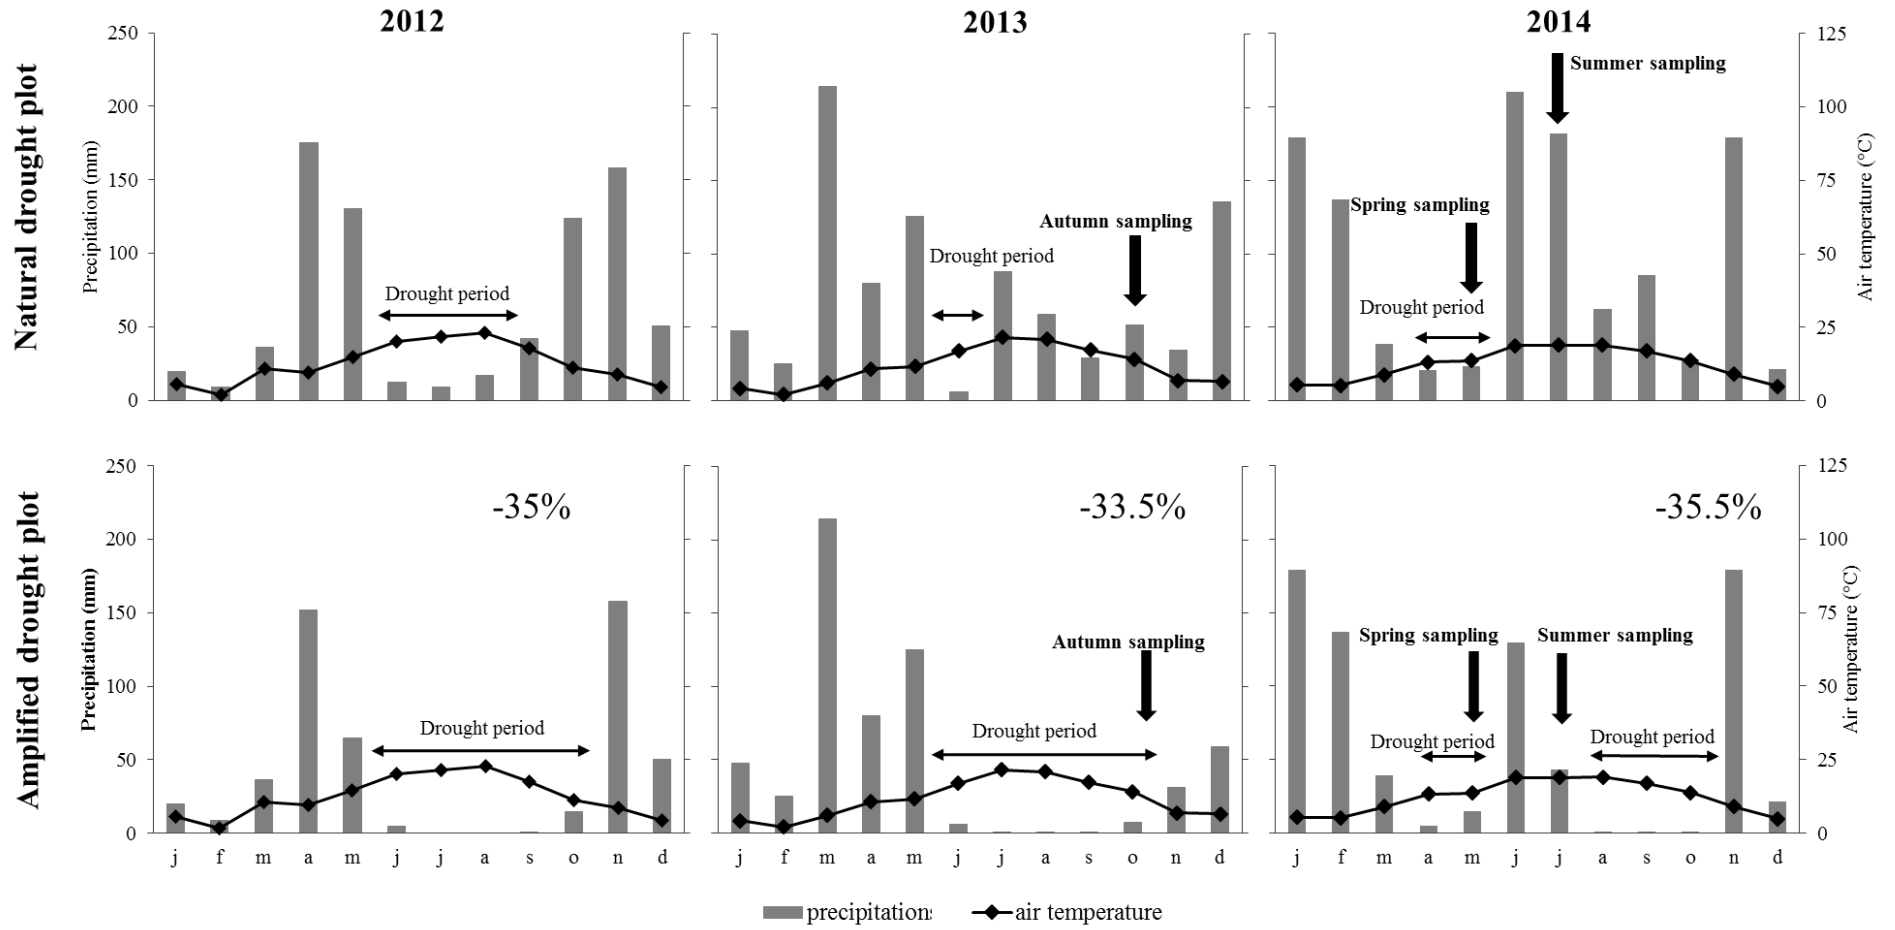 2012
2013
2014
Natural drought plot
Precipitation (mm)
250
200
150
100
50
0
Drought period
Drought period
Autumn sampling
Summer sampling
Spring sampling
Drought period
125
100
75
50
25
0
Air temperature (°C)
Amplified drought plot
Precipitation (mm)
250
200
150
100
50
0
-35%
Drought period
-33.5%
Autumn sampling
Drought period
-35.5%
Spring sampling
Summer sampling
Drought period
Drought period
125
100
75
50
25
0
Air temperature (°C)
j f m a m j j a s o n d
j f m a m j j a s o n d
j f m a m j j a s o n d
precipitations
air temperature